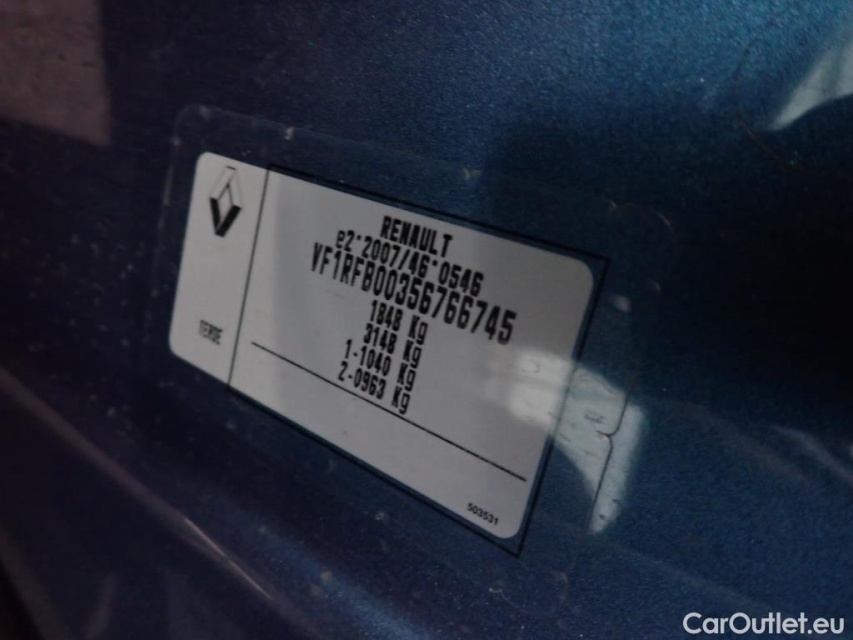 RENAULT
e2*2007/46*0546
VF1RFB00356766745
1848 Kg
3148 Kg
1-1040 Kg
2-0963 Kg
503531
CarOutlet.eu